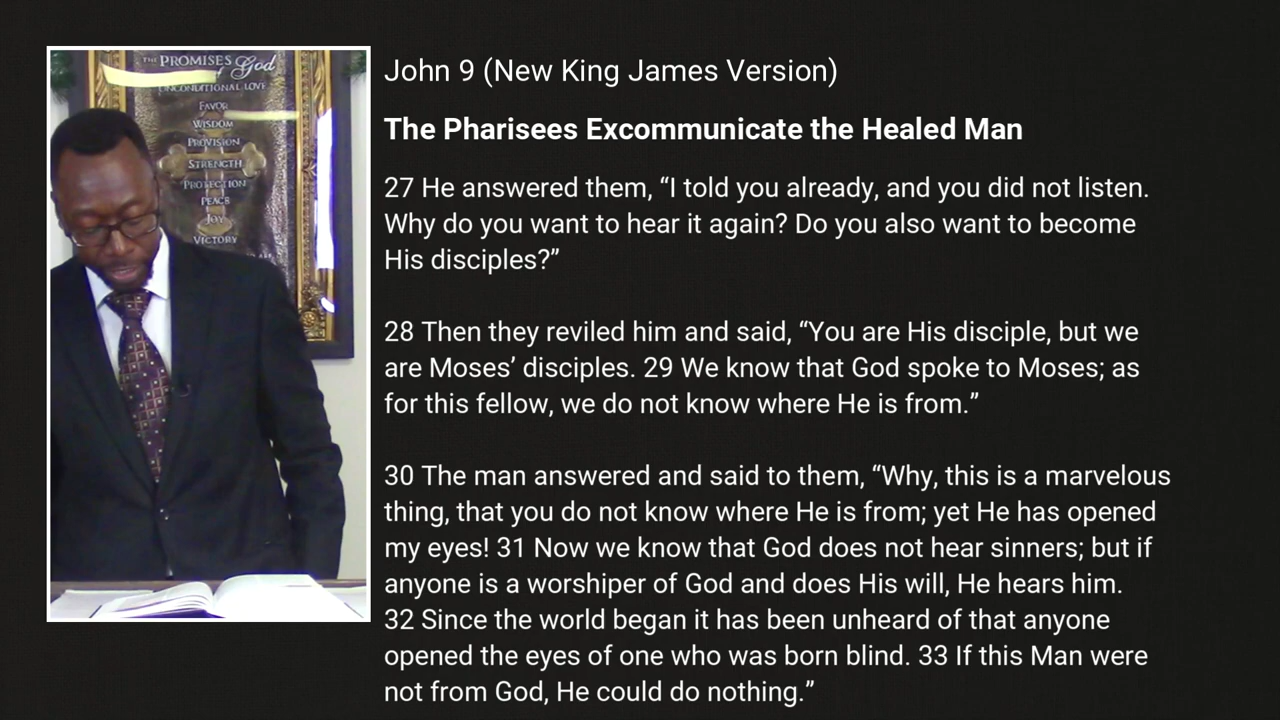 THE PROMISES
of God
UNCONDITIONAL LOVE
FAVOR
WISDOM
PROVISION
STRENGTH
PROTECTION
PEACE
JOY
VICTORY
John 9 (New King James Version)
The Pharisees Excommunicate the Healed Man
27 He answered them, “I told you already, and you did not listen.
Why do you want to hear it again? Do you also want to become
His disciples?”
28 Then they reviled him and said, “You are His disciple, but we
are Moses’ disciples. 29 We know that God spoke to Moses; as
for this fellow, we do not know where He is from.”
30 The man answered and said to them, “Why, this is a marvelous
thing, that you do not know where He is from; yet He has opened
my eyes! 31 Now we know that God does not hear sinners; but if
anyone is a worshiper of God and does His will, He hears him.
32 Since the world began it has been unheard of that anyone
opened the eyes of one who was born blind. 33 If this Man were
not from God, He could do nothing.”